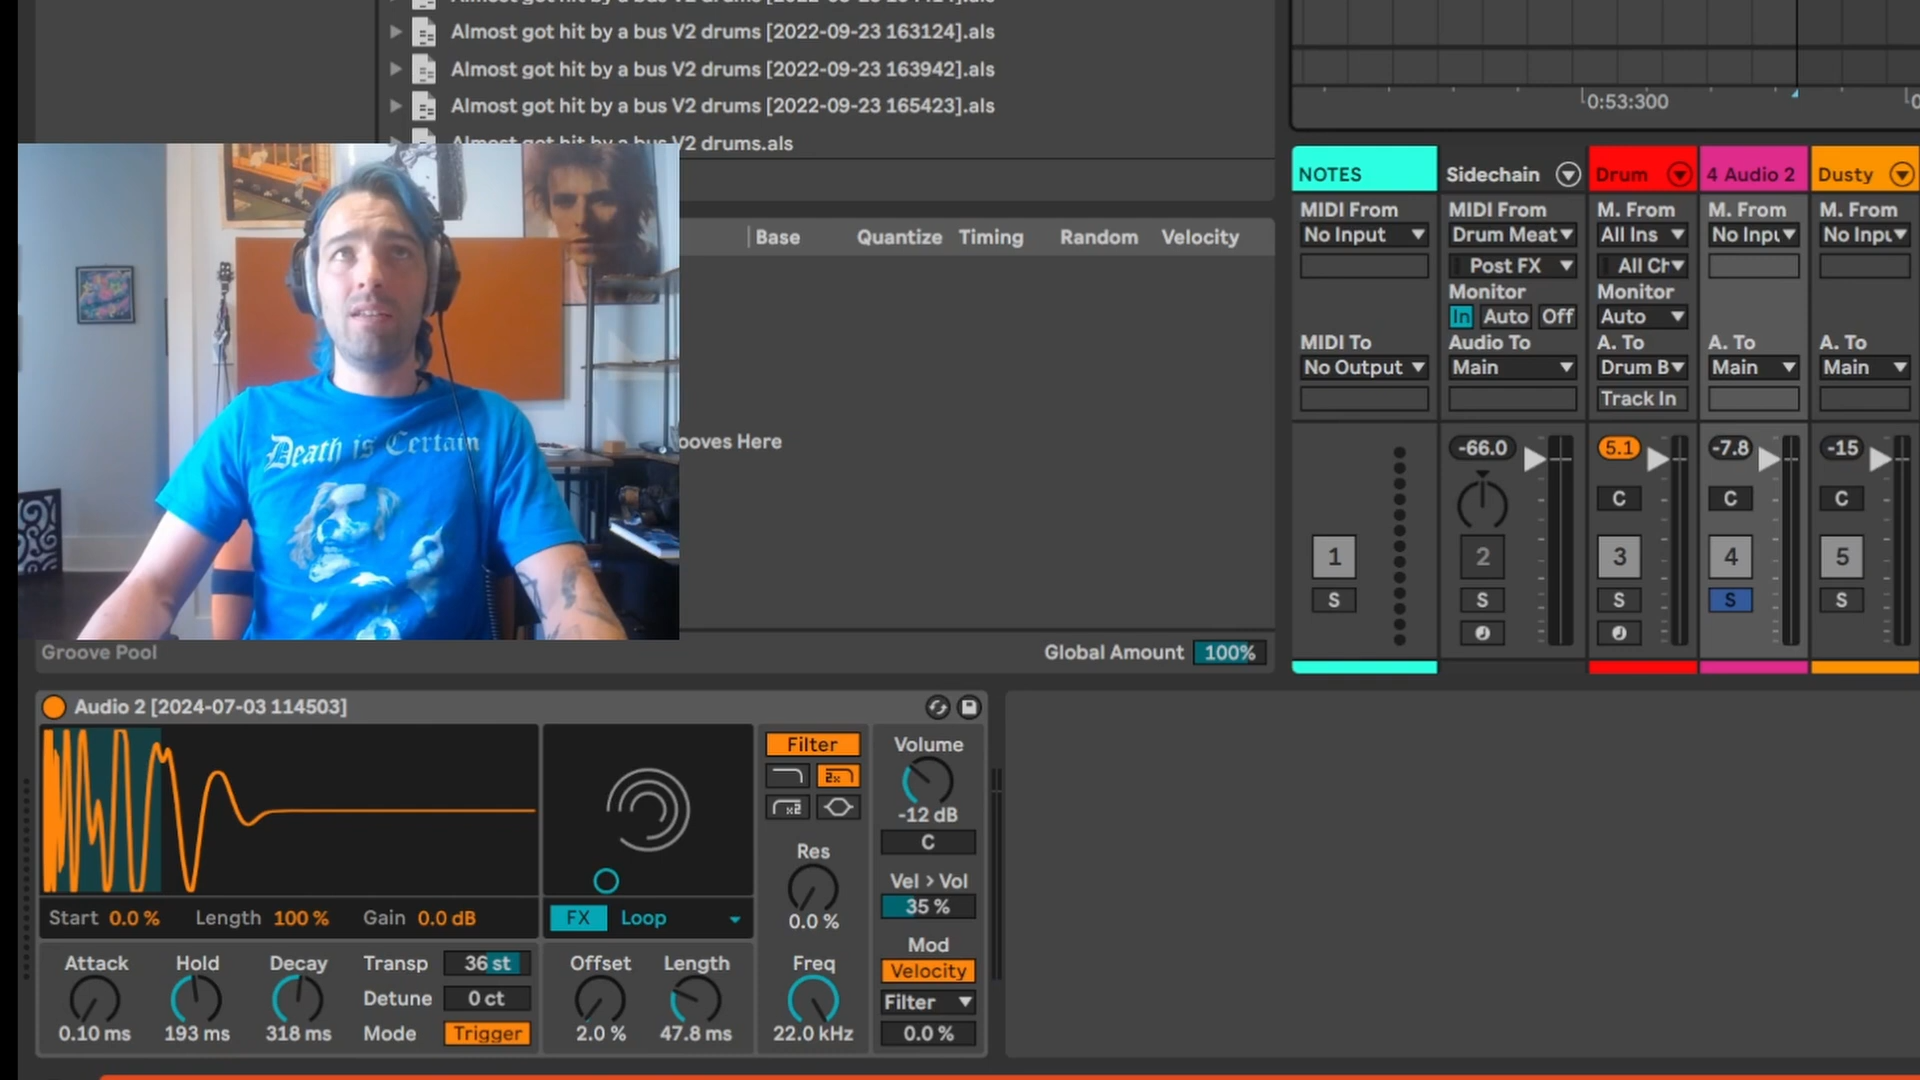 Almost got hit by a bus V2 drums [2022-09-23 163124].als
Almost got hit by a bus V2 drums [2022-09-23 163942].als
Almost got hit by a bus V2 drums [2022-09-23 165423].als
Almost got hit by a bus V2 drums.als
0:53:300
Base Quantize Timing Random Velocity
ooves Here
Death is Certain
Groove Pool
Global Amount 100%
NOTES Sidechain Drum 4 Audio 2 Dusty
MIDI From MIDI From M. From M. From M. From
No Input Drum Meat All Ins No Inpu No Inpu
Post FX All Ch
Monitor Monitor
In Auto Off Auto
MIDI To Audio To A. To A. To A. To
No Output Main Drum B Main Main
Track In
-66.0 5.1 -7.8 -15
C C C
1 2 3 4 5
S S S S S
Audio 2 [2024-07-03 114503]
Filter Volume
2x
x2
-12 dB
C
Res
0.0 %
Vel > Vol
35 %
Start 0.0 % Length 100 % Gain 0.0 dB
FX Loop
Mod
Velocity
Filter
0.0 %
Attack Hold Decay Transp 36 st Offset Length Freq
Detune 0 ct
0.10 ms 193 ms 318 ms Mode Trigger 2.0 % 47.8 ms 22.0 kHz